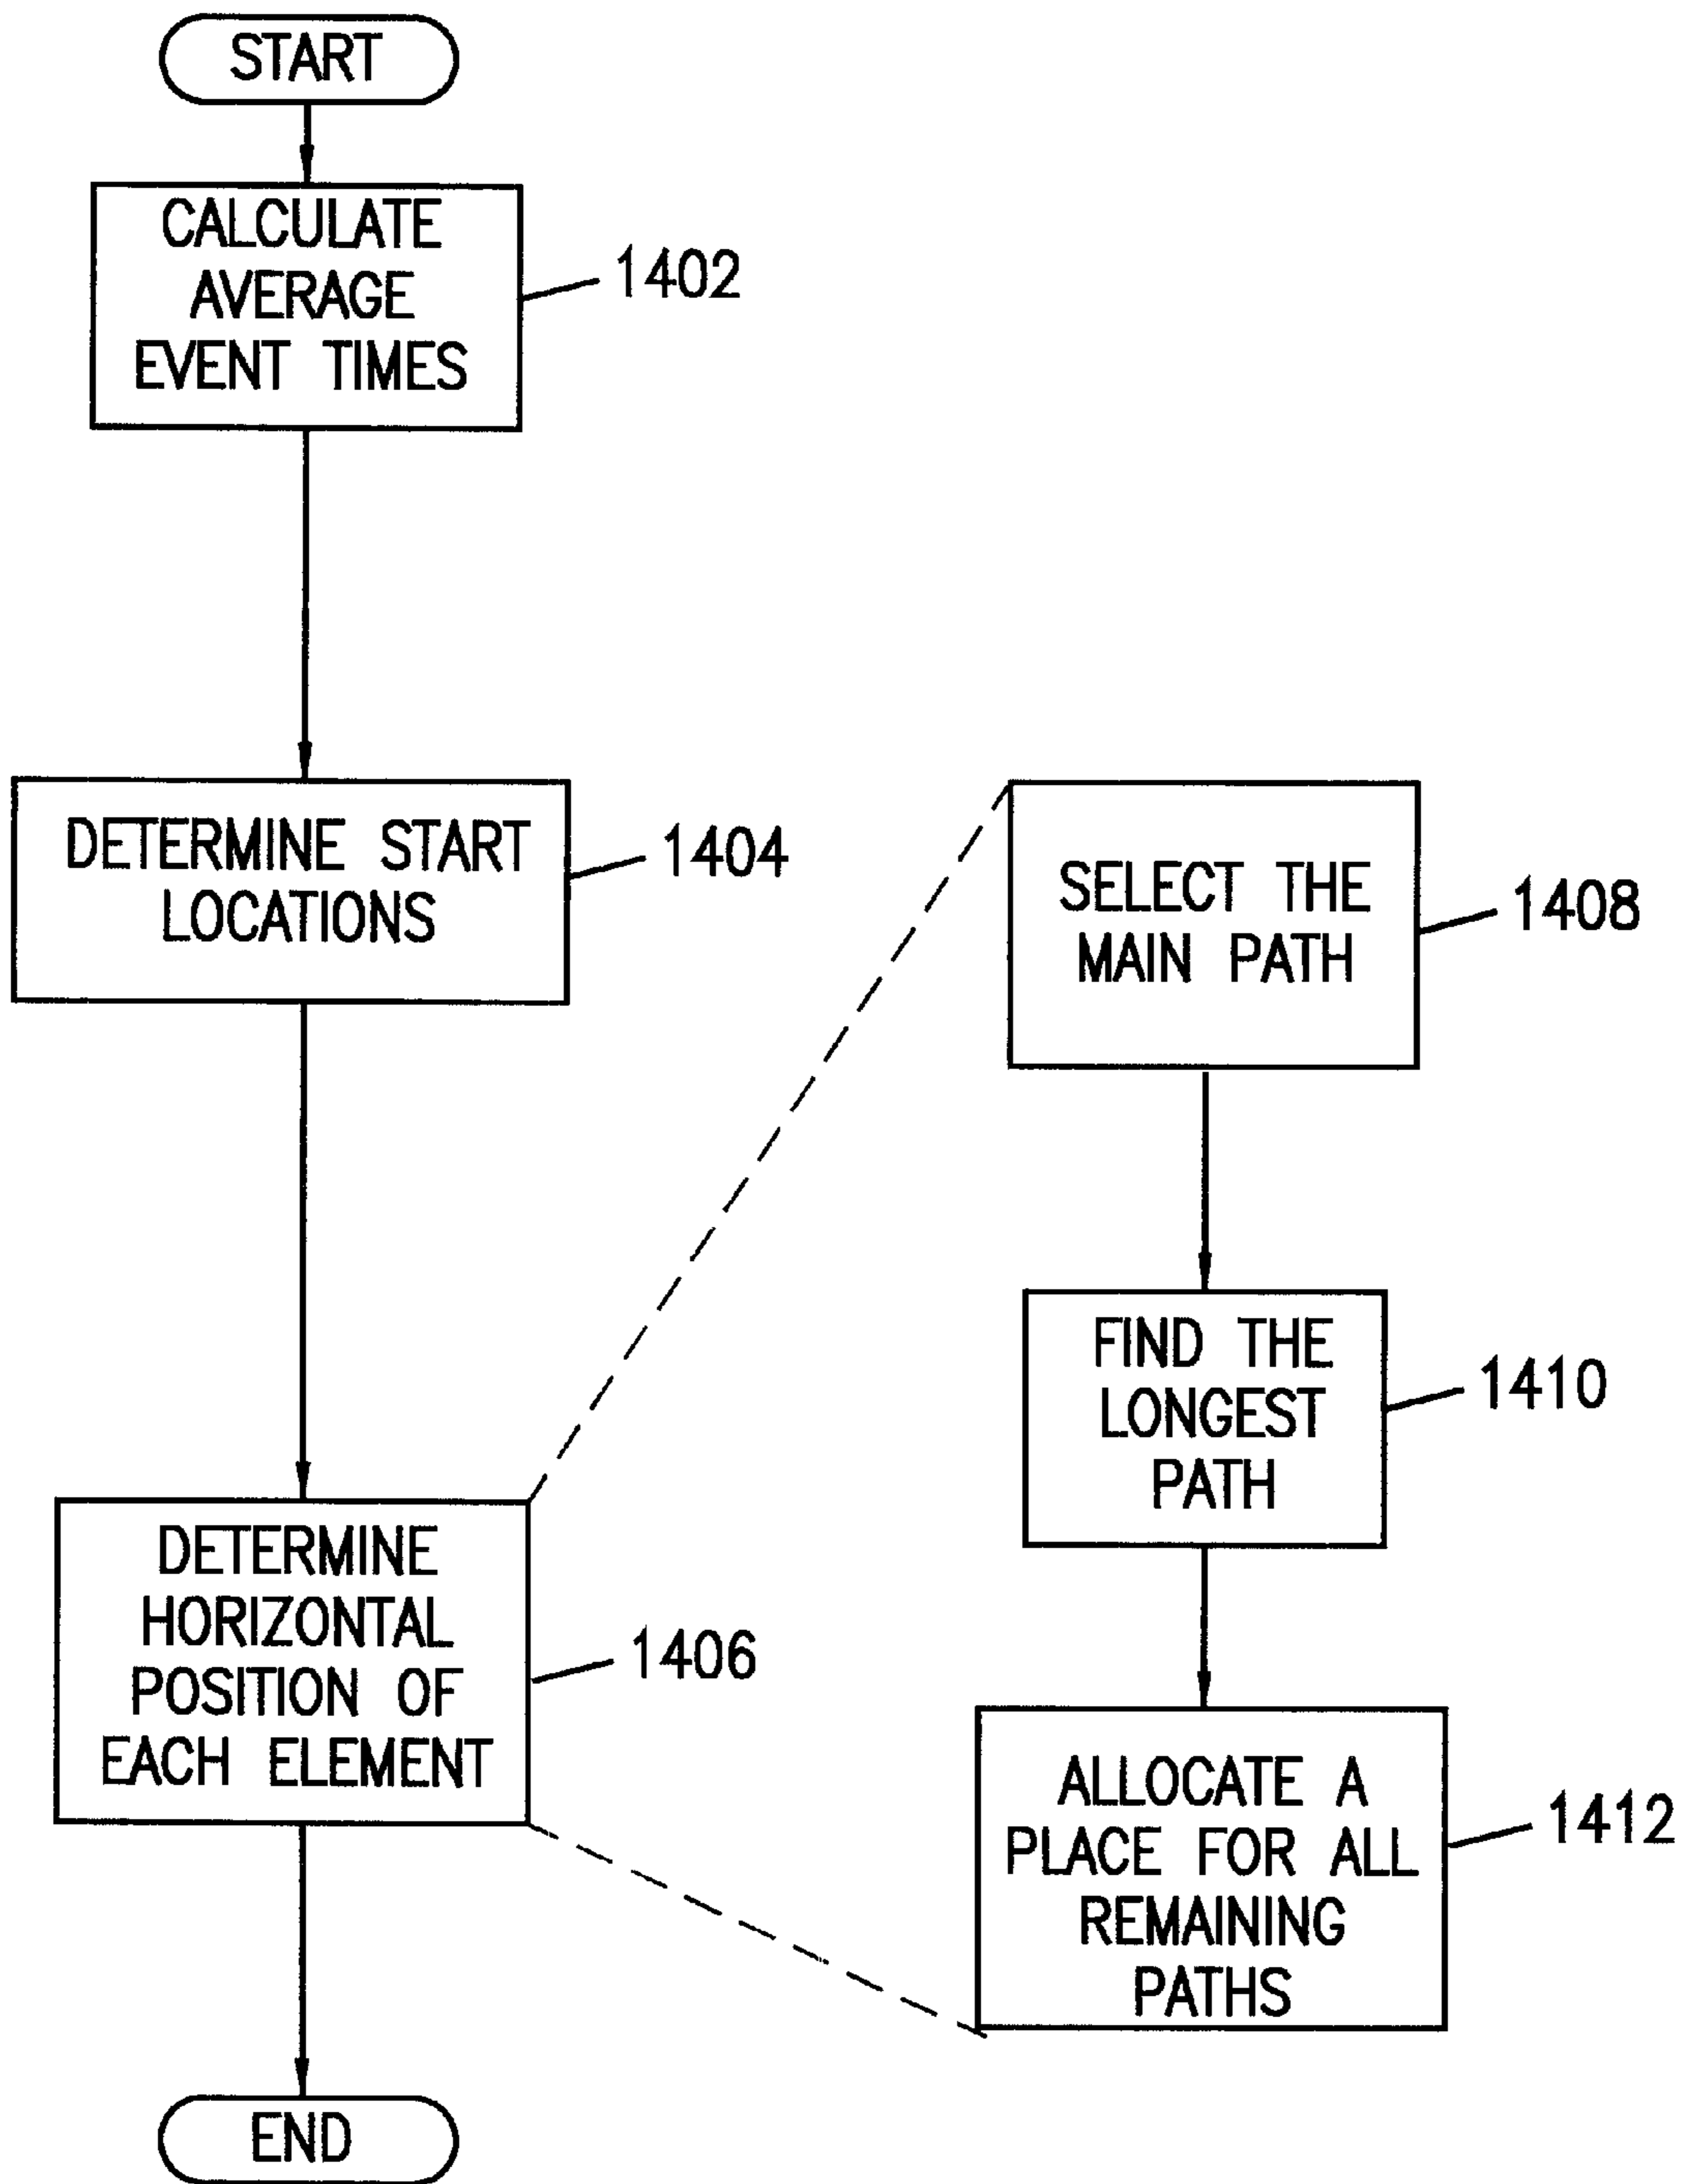 START
CALCULATE
AVERAGE
EVENT TIMES
1402
DETERMINE START
LOCATIONS
1404
DETERMINE
HORIZONTAL
POSITION OF
EACH ELEMENT
1406
END
SELECT THE
MAIN PATH
1408
FIND THE
LONGEST
PATH
1410
ALLOCATE A
PLACE FOR ALL
REMAINING
PATHS
1412